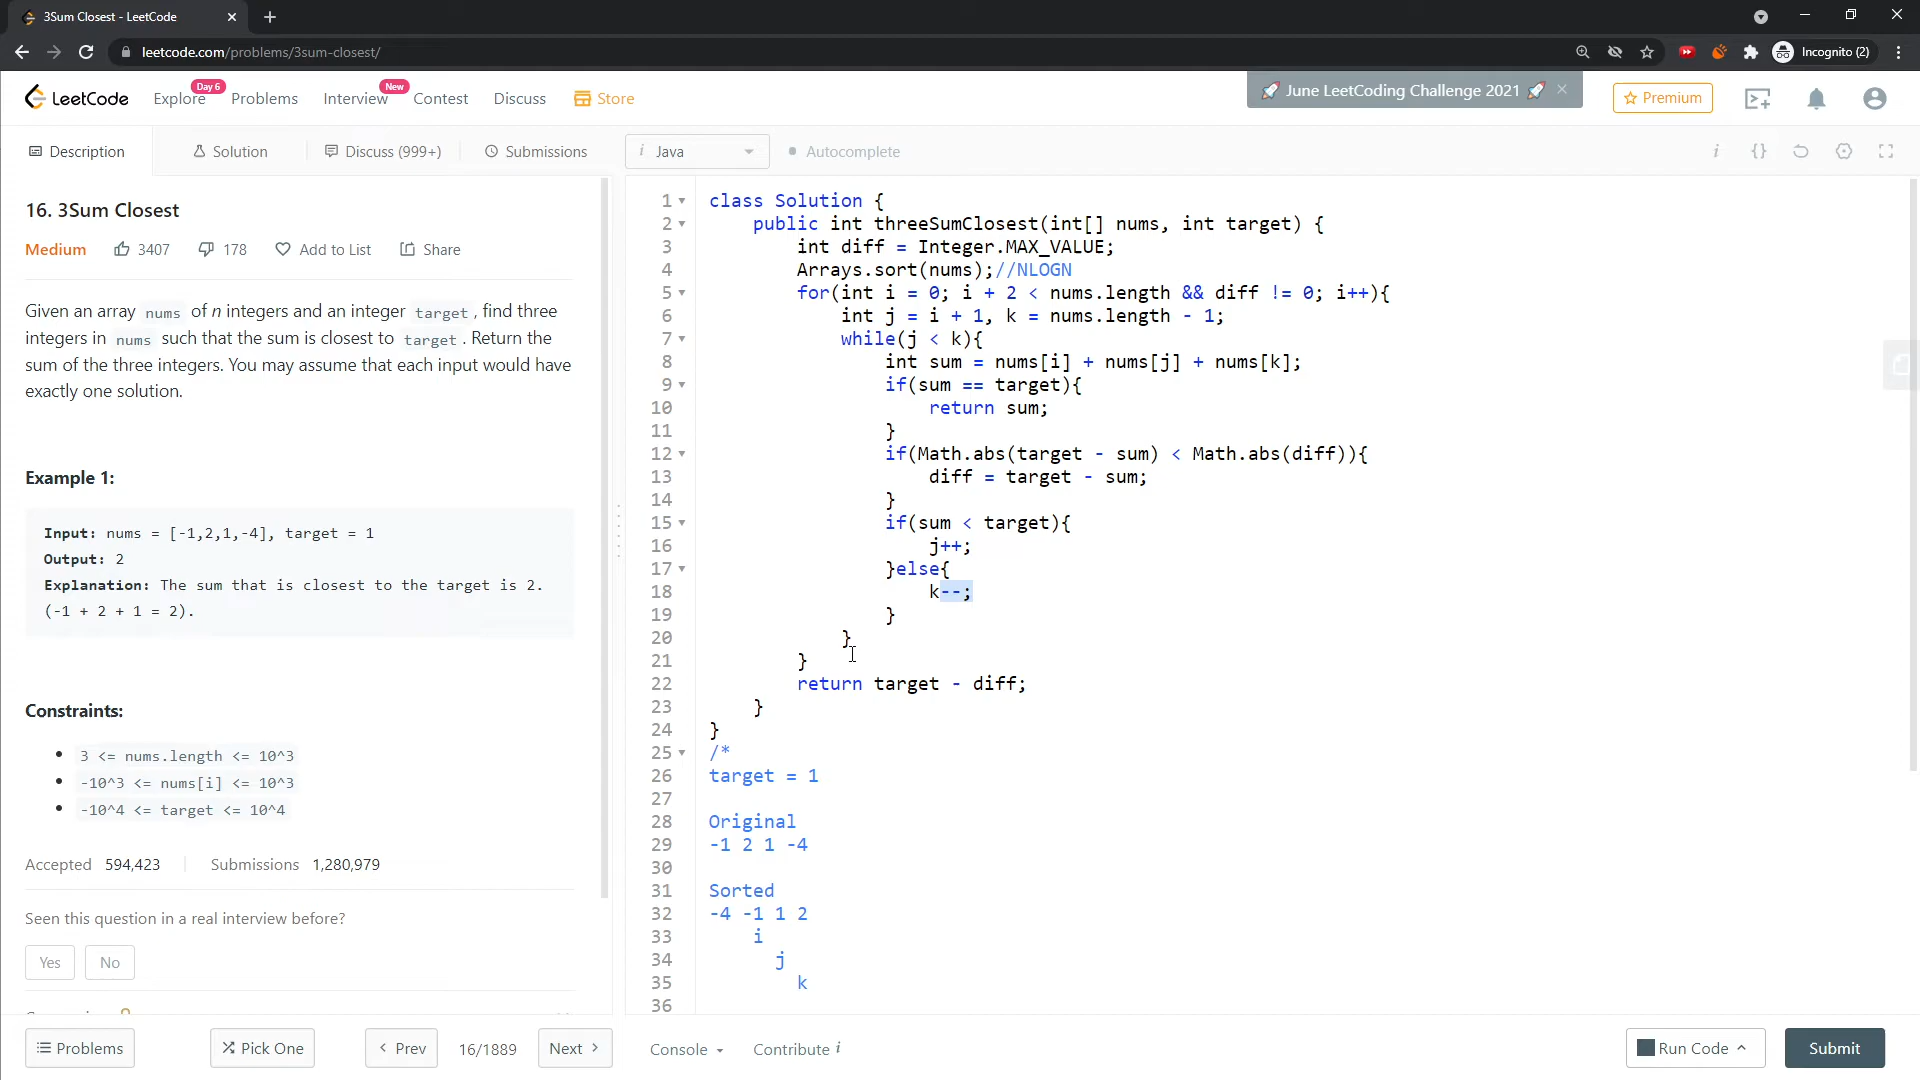 3Sum Closest - LeetCode
leetcode.com/problems/3sum-closest/
Incognito (2)
LeetCode
Explore
Day 6
Problems
Interview
New
Contest
Discuss
Store
🚀 June LeetCoding Challenge 2021 🚀
Premium
Description
Solution
Discuss (999+)
Submissions
i Java
Autocomplete
16. 3Sum Closest
Medium 3407 178 Add to List Share
Given an array nums of n integers and an integer target, find three
integers in nums such that the sum is closest to target. Return the
sum of the three integers. You may assume that each input would have
exactly one solution.
Example 1:
Input: nums = [-1,2,1,-4], target = 1
Output: 2
Explanation: The sum that is closest to the target is 2.
(-1 + 2 + 1 = 2).
Constraints:
3 <= nums.length <= 10^3
-10^3 <= nums[i] <= 10^3
-10^4 <= target <= 10^4
Accepted 594,423 Submissions 1,280,979
Seen this question in a real interview before?
Yes No
1 class Solution {
2 public int threeSumClosest(int[] nums, int target) {
3 int diff = Integer.MAX_VALUE;
4 Arrays.sort(nums);//NLOGN
5 for(int i = 0; i + 2 < nums.length && diff != 0; i++){
6 int j = i + 1, k = nums.length - 1;
7 while(j < k){
8 int sum = nums[i] + nums[j] + nums[k];
9 if(sum == target){
10 return sum;
11 }
12 if(Math.abs(target - sum) < Math.abs(diff)){
13 diff = target - sum;
14 }
15 if(sum < target){
16 j++;
17 }else{
18 k--;
19 }
20 }
21 }
22 return target - diff;
23 }
24 }
25 /*
26 target = 1
27
28 Original
29 -1 2 1 -4
30
31 Sorted
32 -4 -1 1 2
33 i
34 j
35 k
36
Problems
Pick One
Prev
16/1889
Next
Console
Contribute i
Run Code
Submit